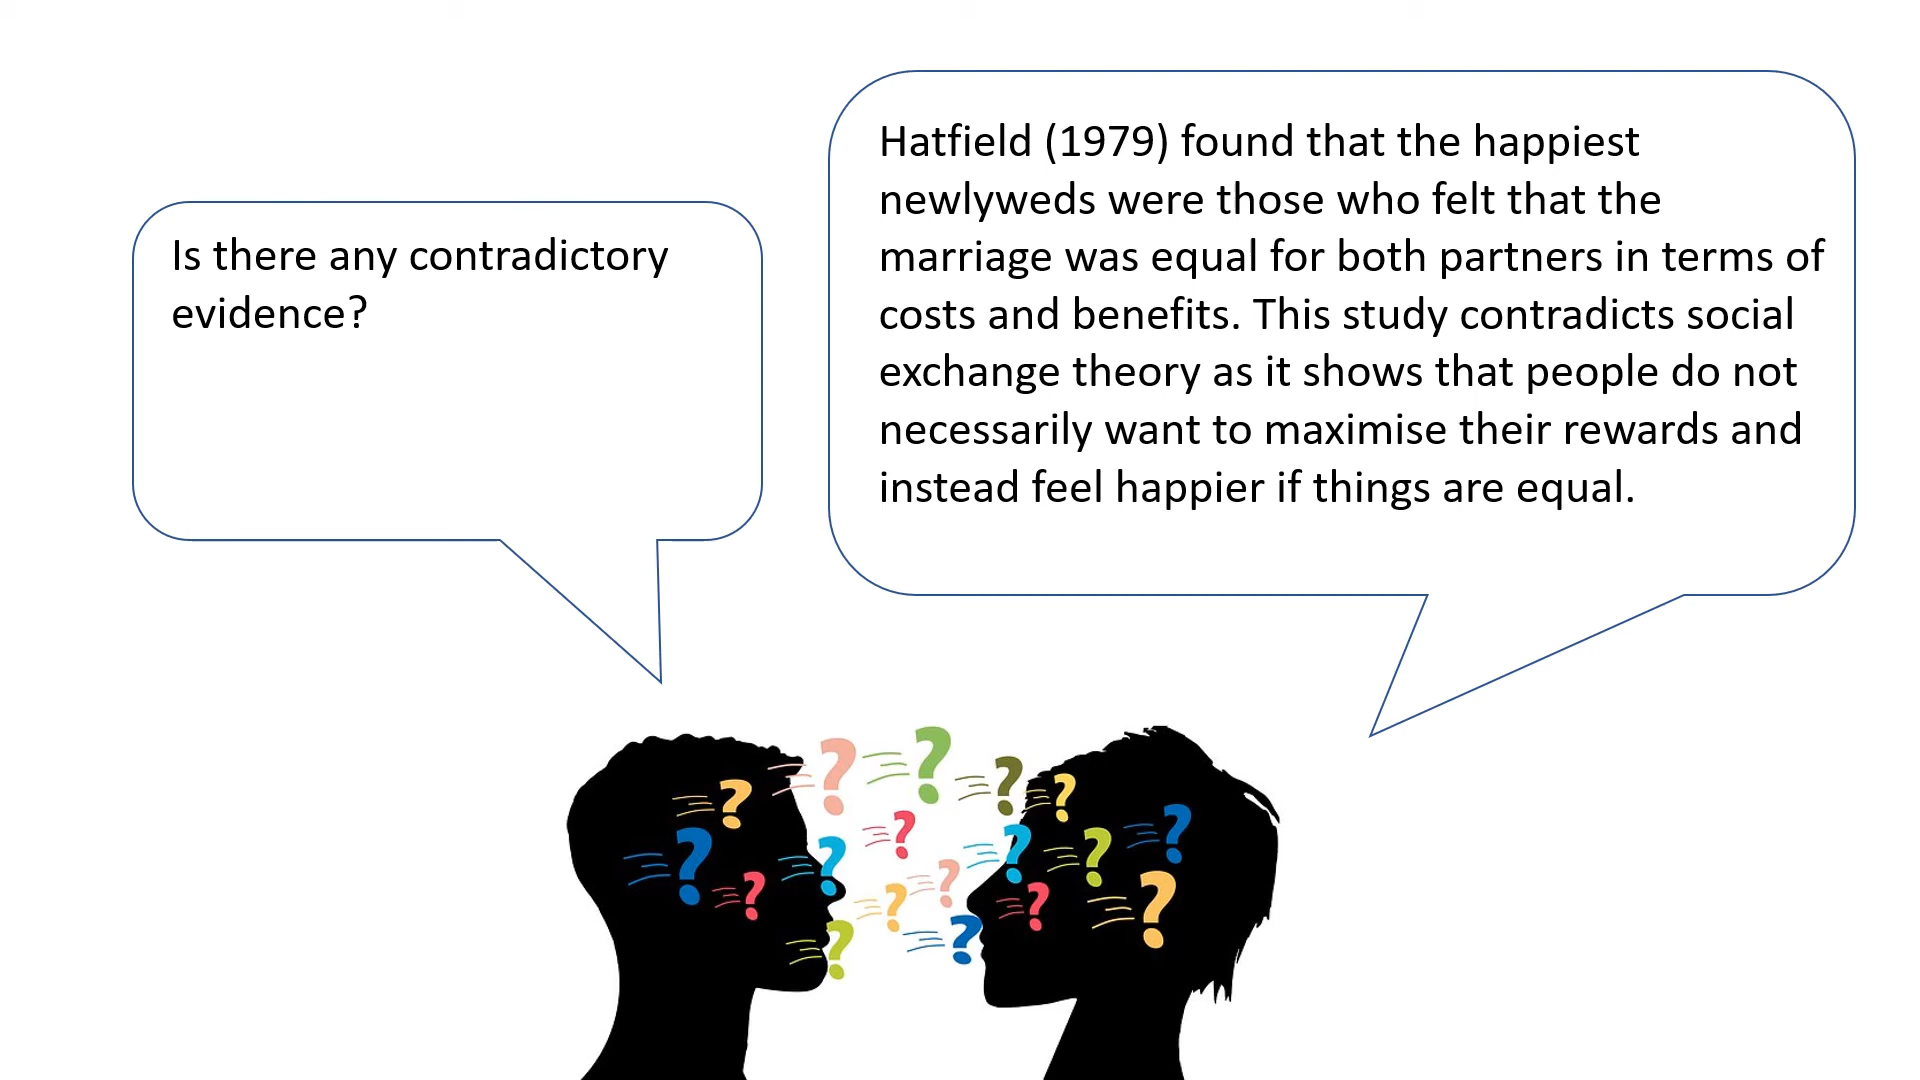 Is there any contradictory
evidence?
Hatfield (1979) found that the happiest
newlyweds were those who felt that the
marriage was equal for both partners in terms of
costs and benefits. This study contradicts social
exchange theory as it shows that people do not
necessarily want to maximise their rewards and
instead feel happier if things are equal.